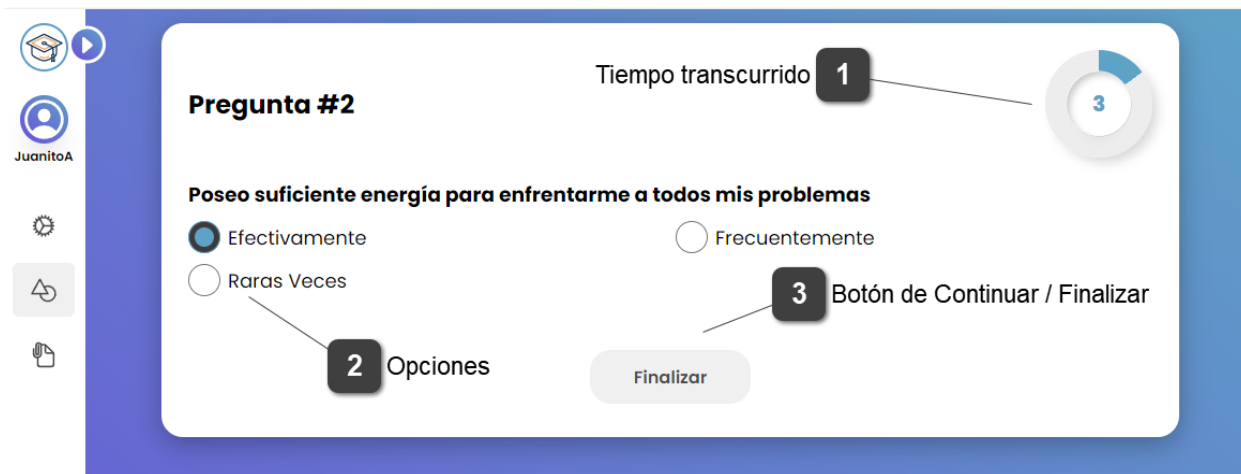 Tiempo transcurrido 1
3
Pregunta #2
JuanitoA
Poseo suficiente energía para enfrentarme a todos mis problemas
Efectivamente
Frecuentemente
Raras Veces
3 Botón de Continuar / Finalizar
2 Opciones
Finalizar